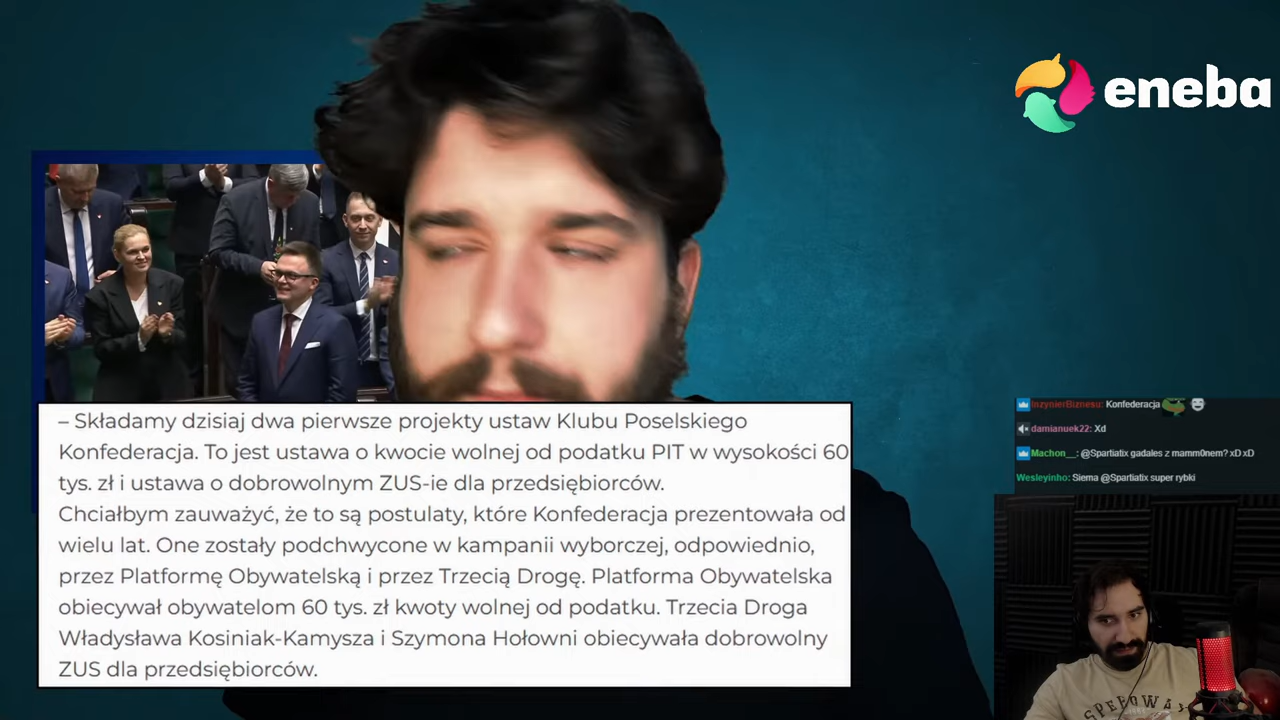 eneba
– Składamy dzisiaj dwa pierwsze projekty ustaw Klubu Poselskiego
Konfederacja. To jest ustawa o kwocie wolnej od podatku PIT w wysokości 60
tys. zł i ustawa o dobrowolnym ZUS-ie dla przedsiębiorców.
Chciałbym zauważyć, że to są postulaty, które Konfederacja prezentowała od
wielu lat. One zostały podchwycone w kampanii wyborczej, odpowiednio,
przez Platformę Obywatelską i przez Trzecią Drogę. Platforma Obywatelska
obiecywał obywatelom 60 tys. zł kwoty wolnej od podatku. Trzecia Droga
Władysława Kosiniak-Kamysza i Szymona Hołowni obiecywała dobrowolny
ZUS dla przedsiębiorców.
inzynierBiznesu: Konfederacja
damianuek22: Xd
Machon__: @Spartiatix gadales z mamm0nem? xD xD
Wesleyinho: Siema @Spartiatix super rybki